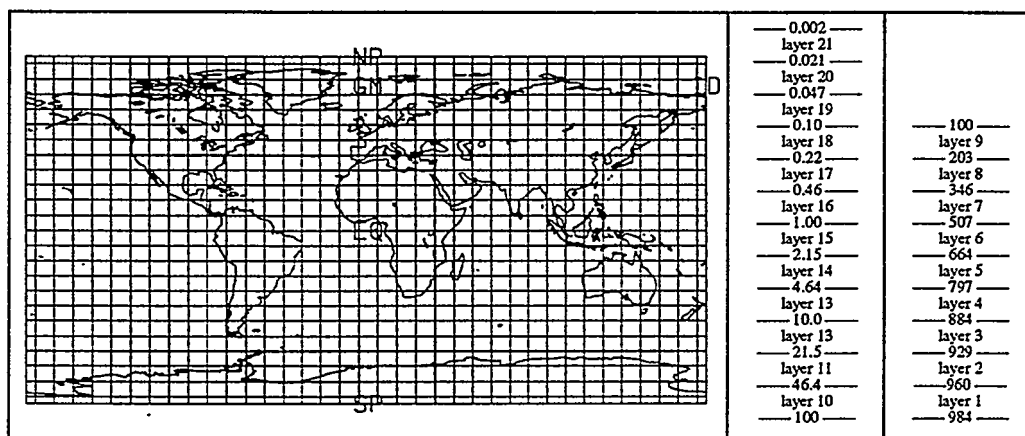 NP
GM
D
EQ
SP
0.002
layer 21
0.021
layer 20
0.047
layer 19
0.10
layer 18
0.22
layer 17
0.46
layer 16
1.00
layer 15
2.15
layer 14
4.64
layer 13
10.0
layer 13
21.5
layer 11
46.4
layer 10
100
100
layer 9
203
layer 8
346
layer 7
507
layer 6
664
layer 5
797
layer 4
884
layer 3
929
layer 2
960
layer 1
984